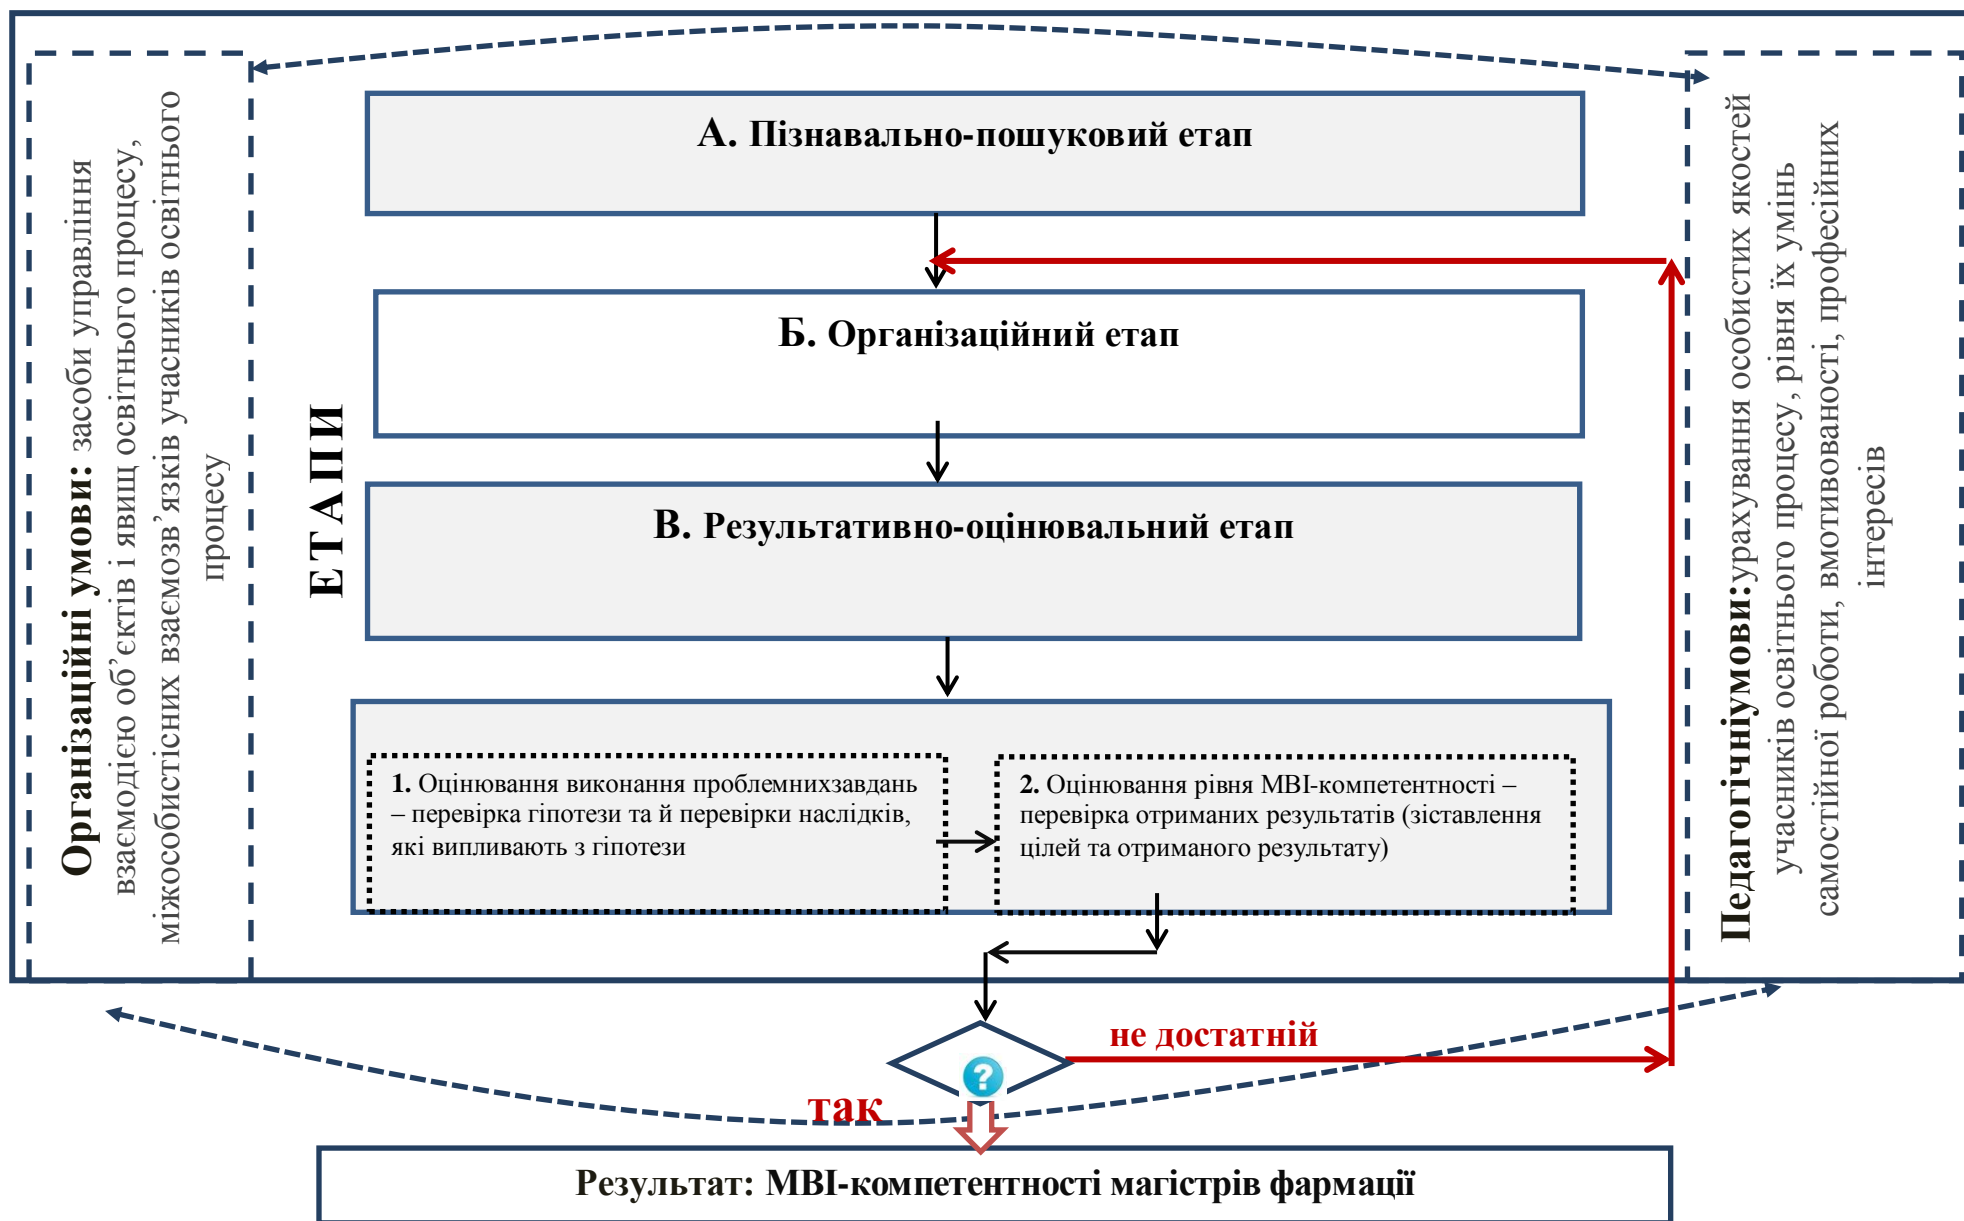 Організаційні умови: засоби управління
взаємодією об’єктів і явищ освітнього процесу,
міжособистісних взаємозв’язків учасників освітнього
процесу
ЕТАПИ
А. Пізнавально-пошуковий етап
Б. Організаційний етап
В. Результативно-оцінювальний етап
1. Оцінювання виконання проблемнихзавдань
– перевірка гіпотези та й перевірки наслідків,
які випливають з гіпотези
2. Оцінювання рівня МВІ-компетентності –
перевірка отриманих результатів (зіставлення
цілей та отриманого результату)
Педагогічніумови:урахування особистих якостей
учасників освітнього процесу, рівня їх умінь
самостійної роботи, вмотивованості, професійних
інтересів
не достатній
?
так
Результат: МВІ-компетентності магістрів фармації